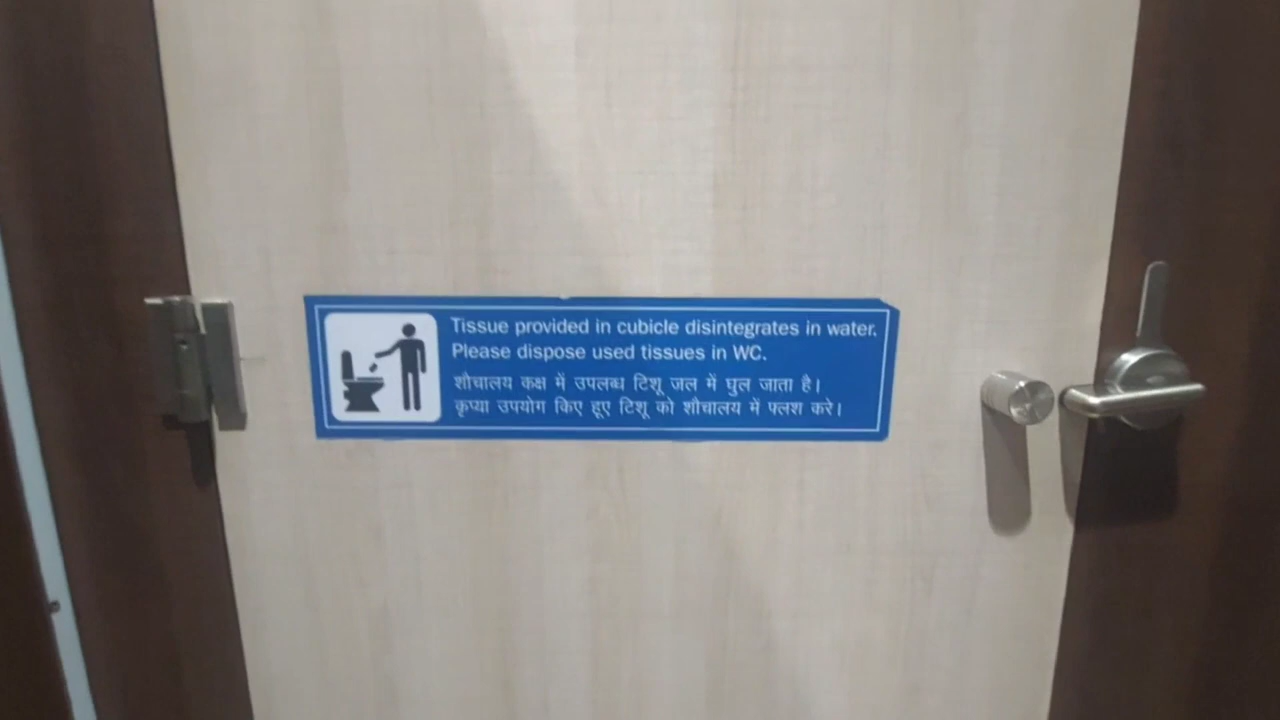 Tissue provided in cubicle disintegrates in water.
Please dispose used tissues in WC.
शौचालय कक्ष में उपलब्ध टिशू जल में घुल जाता है।
कृप्या उपयोग किए हूए टिशू को शौचालय में फ्लश करे।